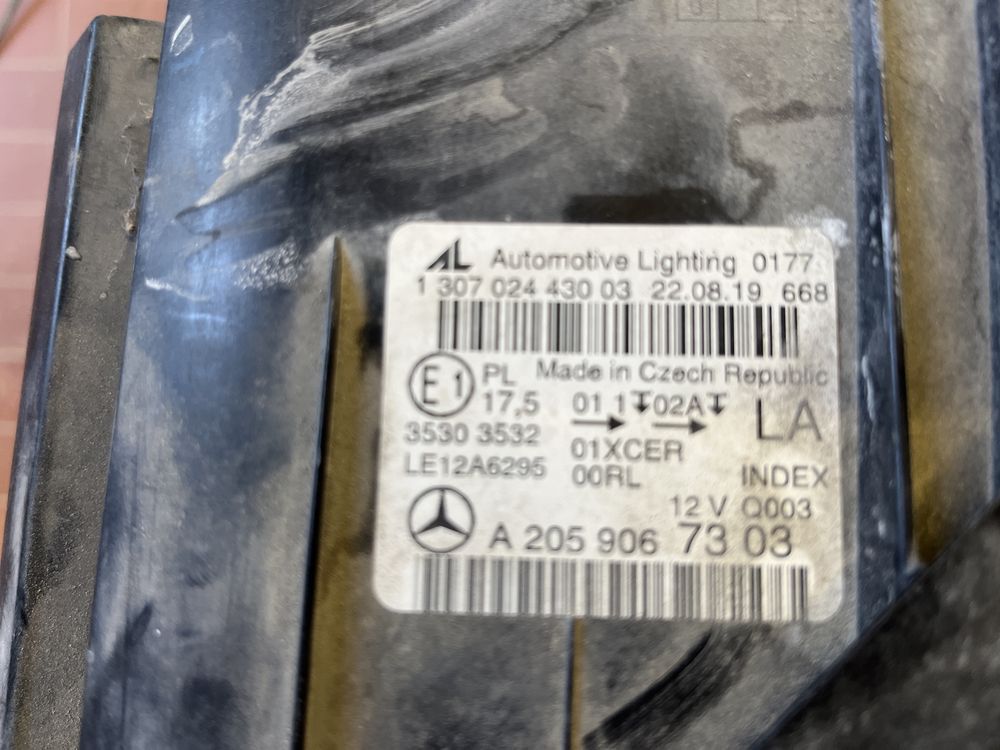 AL Automotive Lighting 0177
1 307 024 430 03 22.08.19 668
Made in Czech Republic
E1 PL 17,5
01 1 02A LA
3530 3532 01XCER
LE12A6295 00RL INDEX
12 V Q003
A 205 906 73 03